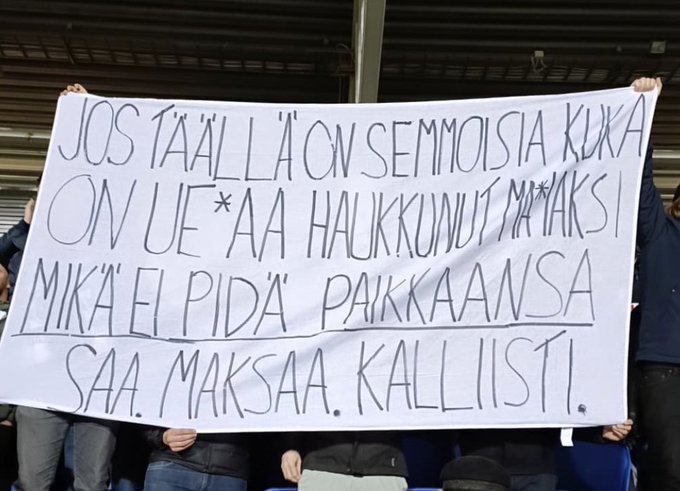 JOS TÄÄLLÄ ON SEMMOISIA KUKA
ON UE*AA HAUKKUNUT MA*AKSI
MIKÄ EI PIDÄ PAIKKAANSA
SAA. MAKSAA. KALLIISTI.